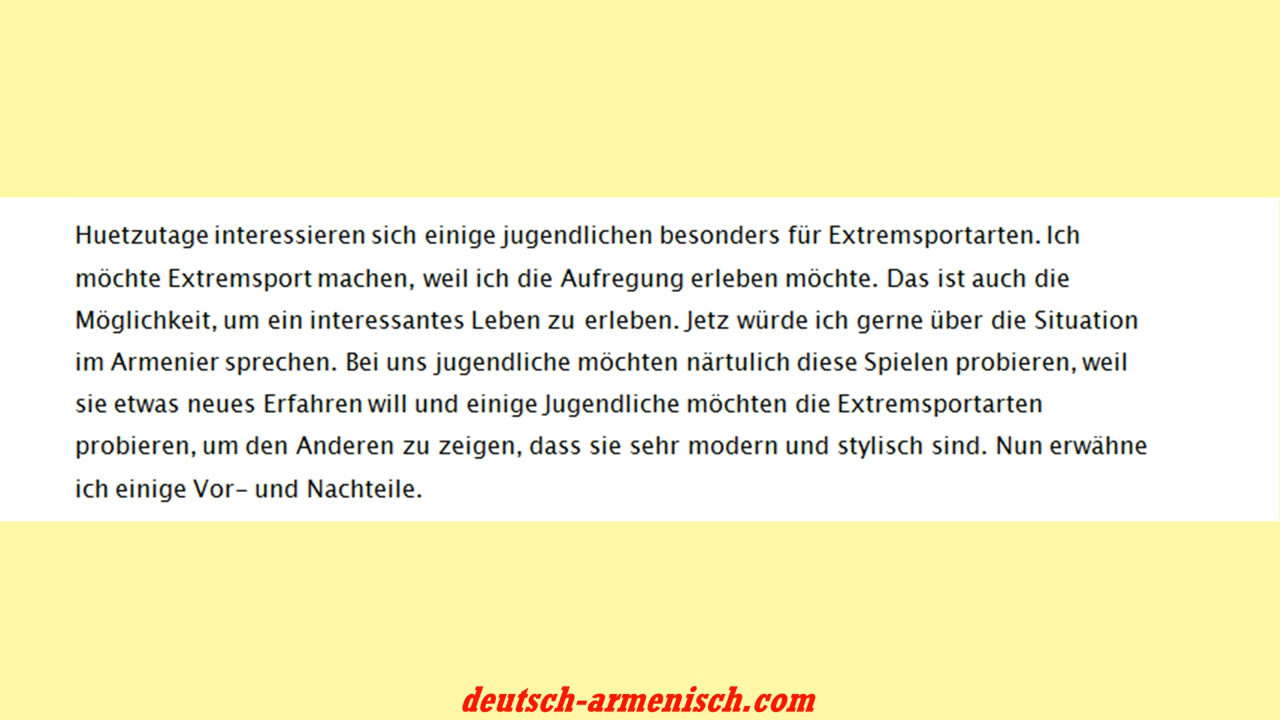 Huetzutage interessieren sich einige jugendlichen besonders für Extremsportarten. Ich
möchte Extremsport machen, weil ich die Aufregung erleben möchte. Das ist auch die
Möglichkeit, um ein interessantes Leben zu erleben. Jetz würde ich gerne über die Situation
im Armenier sprechen. Bei uns jugendliche möchten närtulich diese Spielen probieren, weil
sie etwas neues Erfahren will und einige Jugendliche möchten die Extremsportarten
probieren, um den Anderen zu zeigen, dass sie sehr modern und stylisch sind. Nun erwähne
ich einige Vor- und Nachteile.
deutsch-armenisch.com